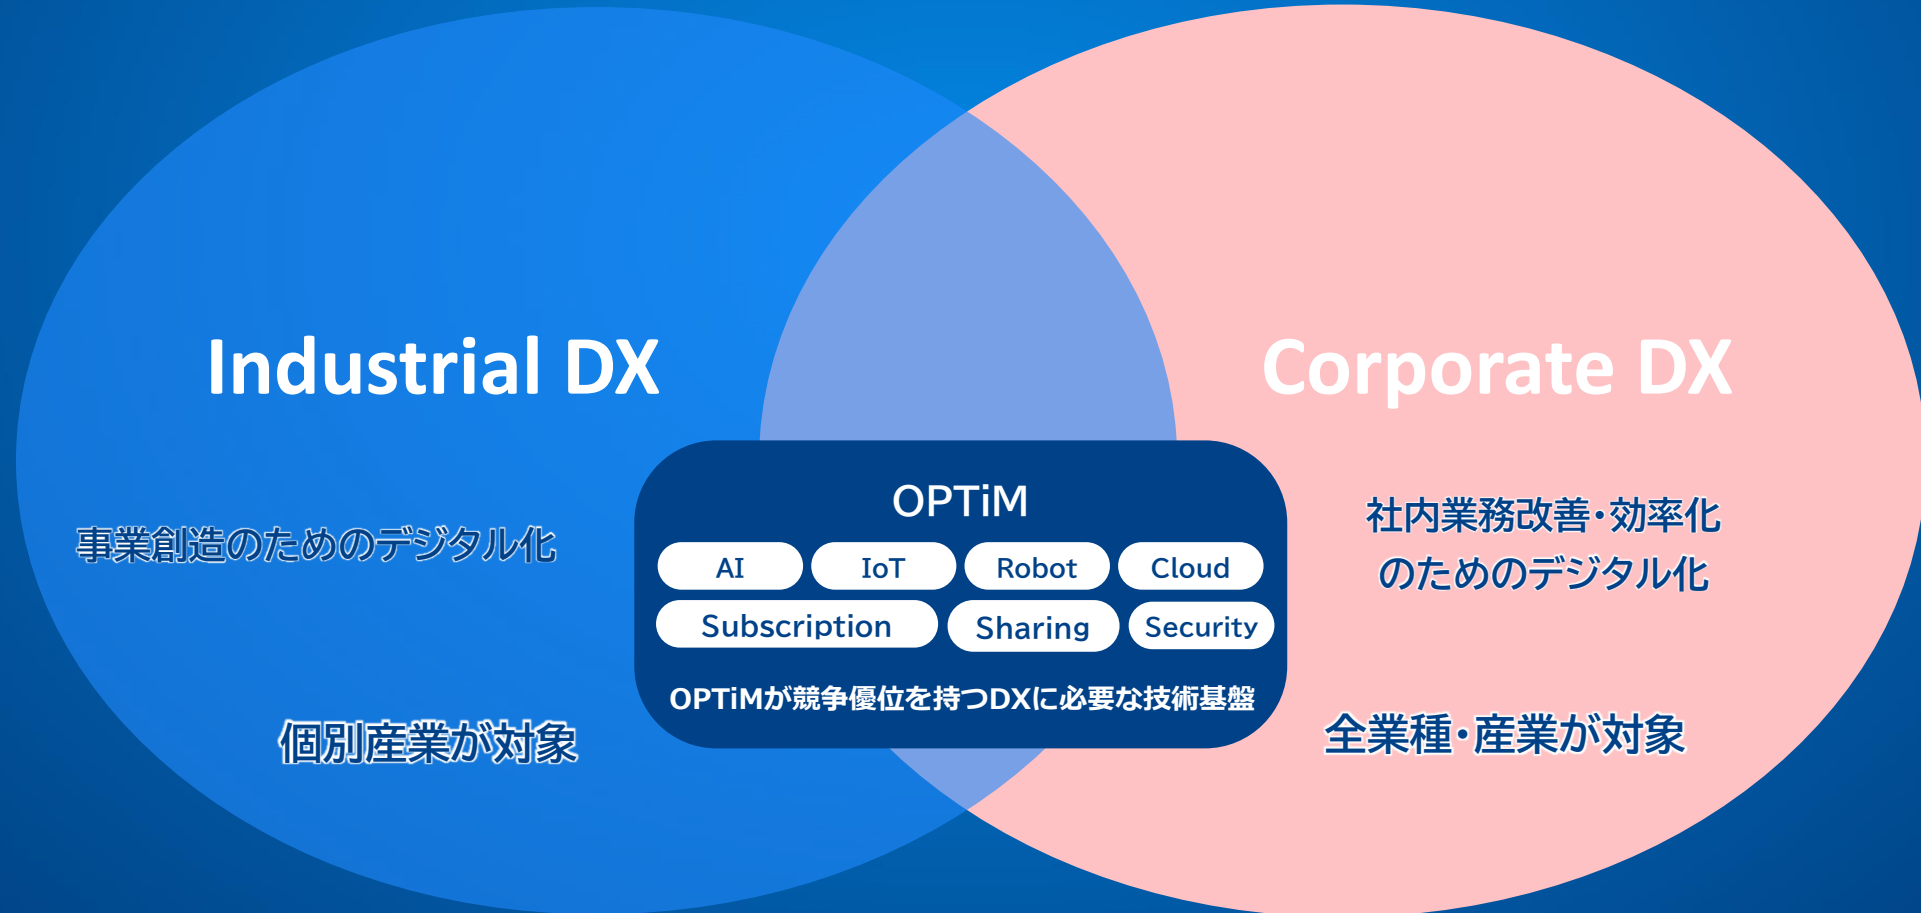 Industrial DX
事業創造のためのデジタル化
個別産業が対象
OPTiM
AI
IoT
Robot
Cloud
Subscription
Sharing
Security
OPTiMが競争優位を持つDXに必要な技術基盤
Corporate DX
社内業務改善・効率化
のためのデジタル化
全業種・産業が対象